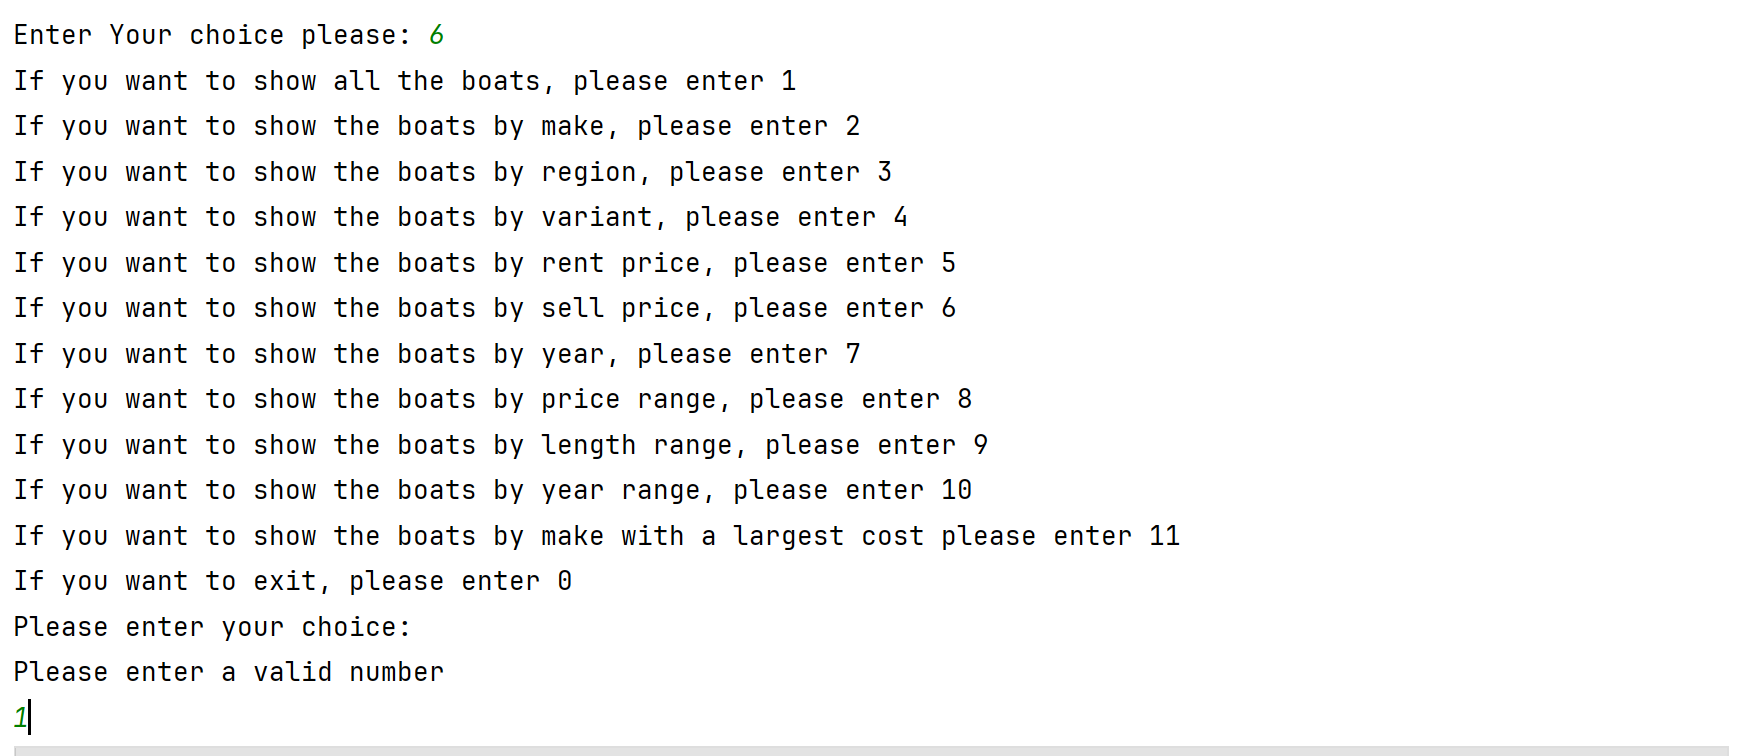 Enter Your choice please: 6
If you want to show all the boats, please enter 1
If you want to show the boats by make, please enter 2
If you want to show the boats by region, please enter 3
If you want to show the boats by variant, please enter 4
If you want to show the boats by rent price, please enter 5
If you want to show the boats by sell price, please enter 6
If you want to show the boats by year, please enter 7
If you want to show the boats by price range, please enter 8
If you want to show the boats by length range, please enter 9
If you want to show the boats by year range, please enter 10
If you want to show the boats by make with a largest cost please enter 11
If you want to exit, please enter 0
Please enter your choice:
Please enter a valid number
1